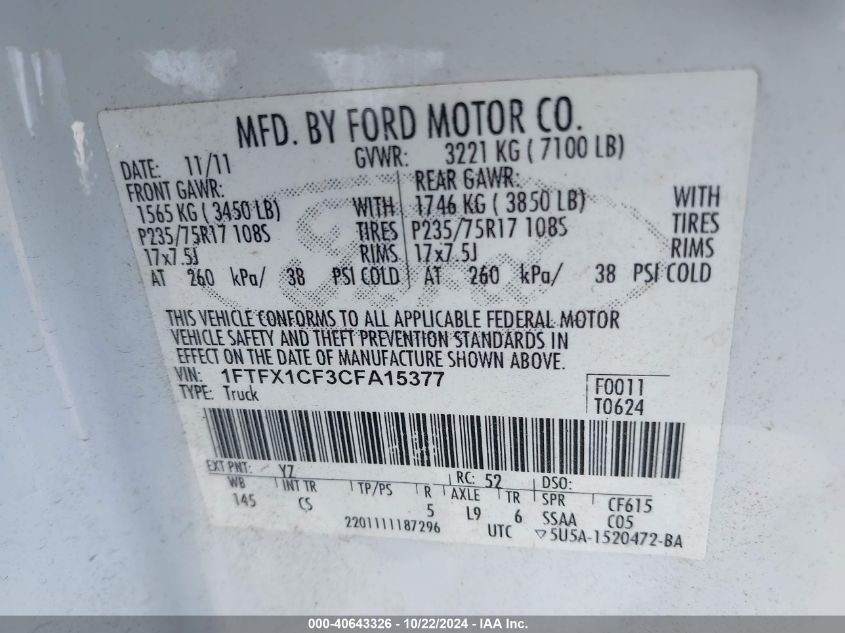 MFD. BY FORD MOTOR CO.
DATE: 11/11 GVWR: 3221 KG ( 7100 LB)
FRONT GAWR: REAR GAWR:
1565 KG ( 3450 LB) WITH 1746 KG ( 3850 LB) WITH
P235/75R17 108S TIRES P235/75R17 108S TIRES
17x7.5J RIMS 17x7.5J RIMS
AT 260 kPa/ 38 PSI COLD AT 260 kPa/ 38 PSI COLD
Ford
THIS VEHICLE CONFORMS TO ALL APPLICABLE FEDERAL MOTOR
VEHICLE SAFETY AND THEFT PREVENTION STANDARDS IN
EFFECT ON THE DATE OF MANUFACTURE SHOWN ABOVE.
VIN: 1FTFX1CF3CFA15377 F0011
TYPE: Truck T0624
EXT PNT: YZ RC: 52 DSO:
WB INT TR TP/PS R AXLE TR SPR CF615
145 CS 5 L9 6 SSAA C05
2201111187296 UTC ▽5U5A-1520472-BA
000-40643326 - 10/22/2024 - IAA Inc.